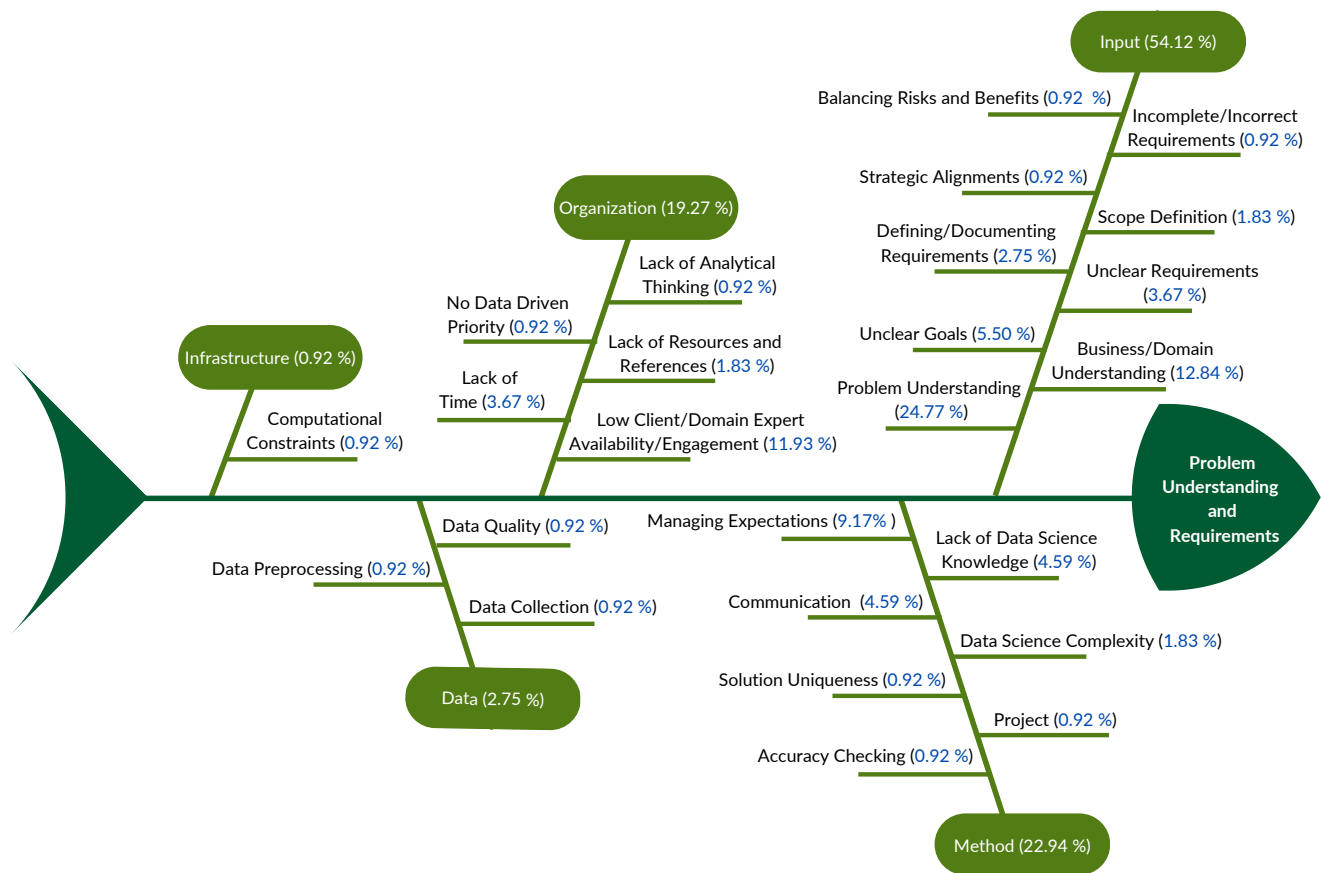 Input (54.12 %)
Balancing Risks and Benefits (0.92  %)
Incomplete/Incorrect
Requirements (0.92 %)
Strategic Alignments (0.92 %)
Scope Definition (1.83 %)
Defining/Documenting
Requirements (2.75 %)
Unclear Requirements
(3.67 %)
Unclear Goals (5.50 %)
Business/Domain
Understanding (12.84 %)
Problem Understanding
(24.77 %)
Organization (19.27 %)
Lack of Analytical
Thinking (0.92 %)
No Data Driven
Priority (0.92 %)
Lack of Resources and
References (1.83 %)
Lack of
Time (3.67 %)
Low Client/Domain Expert
Availability/Engagement (11.93 %)
Infrastructure (0.92 %)
Computational
Constraints (0.92 %)
Problem
Understanding
and
Requirements
Data Quality (0.92 %)
Data Preprocessing (0.92 %)
Data Collection (0.92 %)
Data (2.75 %)
Managing Expectations (9.17% )
Lack of Data Science
Knowledge (4.59 %)
Communication  (4.59 %)
Data Science Complexity (1.83 %)
Solution Uniqueness (0.92 %)
Project (0.92 %)
Accuracy Checking (0.92 %)
Method (22.94 %)